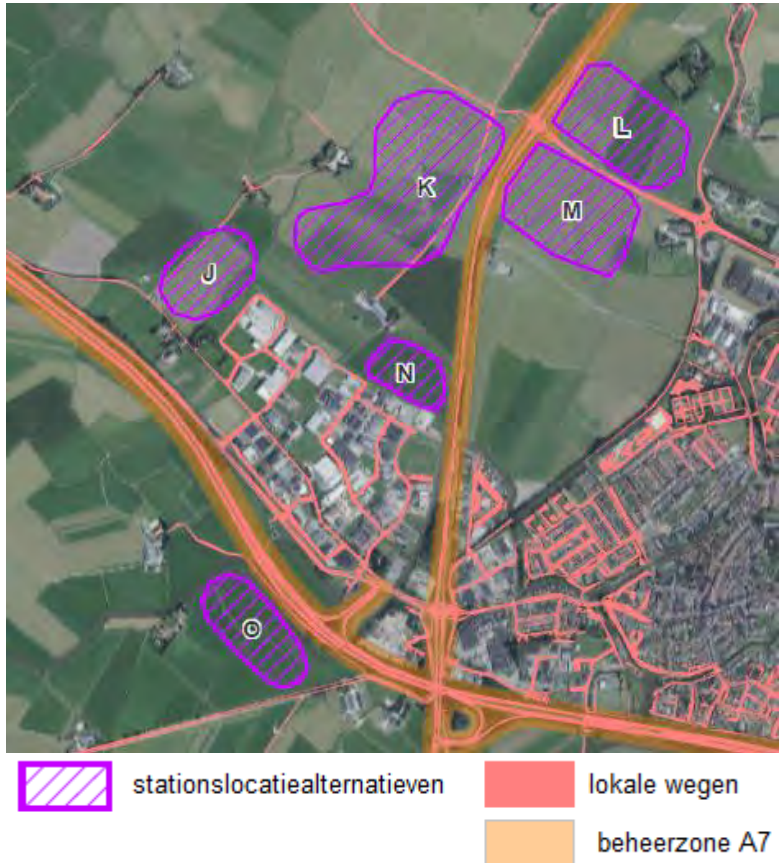 L
K
M
J
N
O
stationslocatiealternatieven
lokale wegen
beheerzone A7